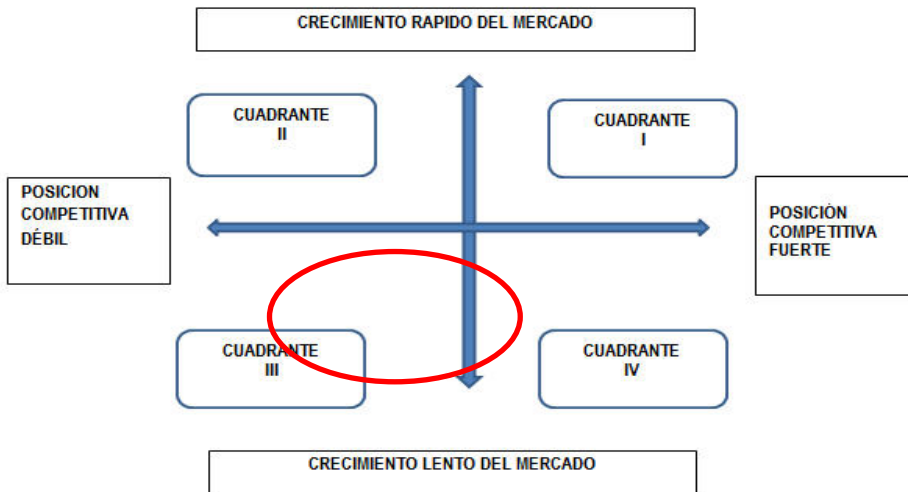 CRECIMIENTO RAPIDO DEL MERCADO
CUADRANTE
II
CUADRANTE
I
POSICION
COMPETITIVA
DÉBIL
POSICIÓN
COMPETITIVA
FUERTE
CUADRANTE
III
CUADRANTE
IV
CRECIMIENTO LENTO DEL MERCADO